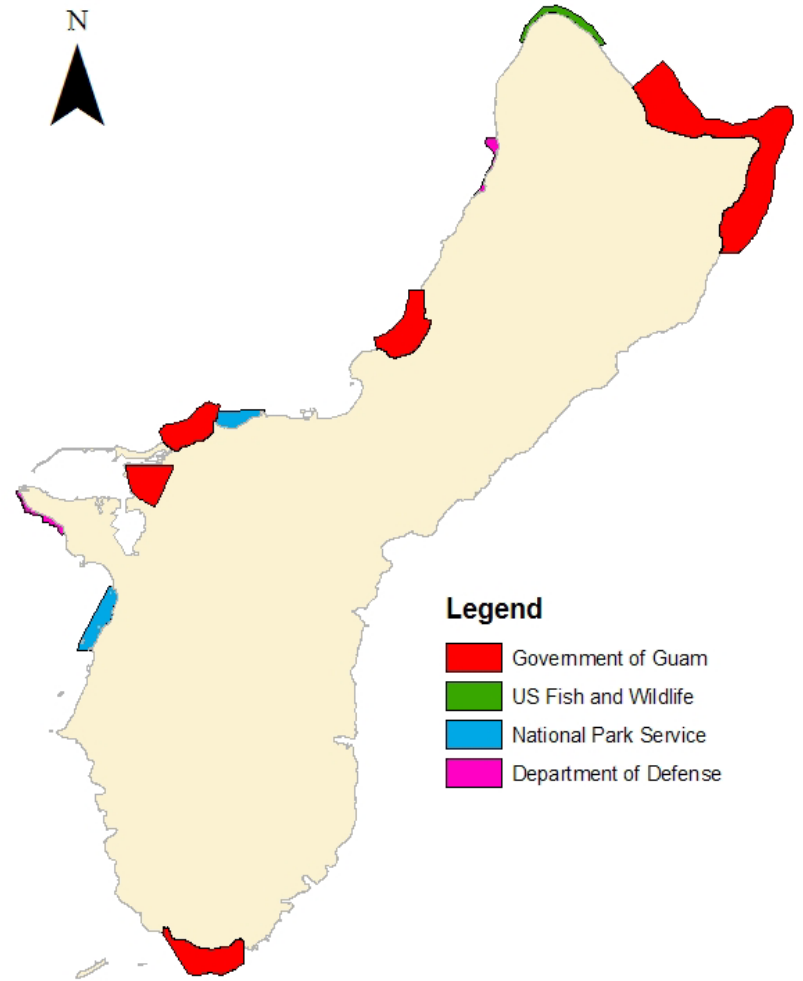 N
Legend
Government of Guam
US Fish and Wildlife
National Park Service
Department of Defense